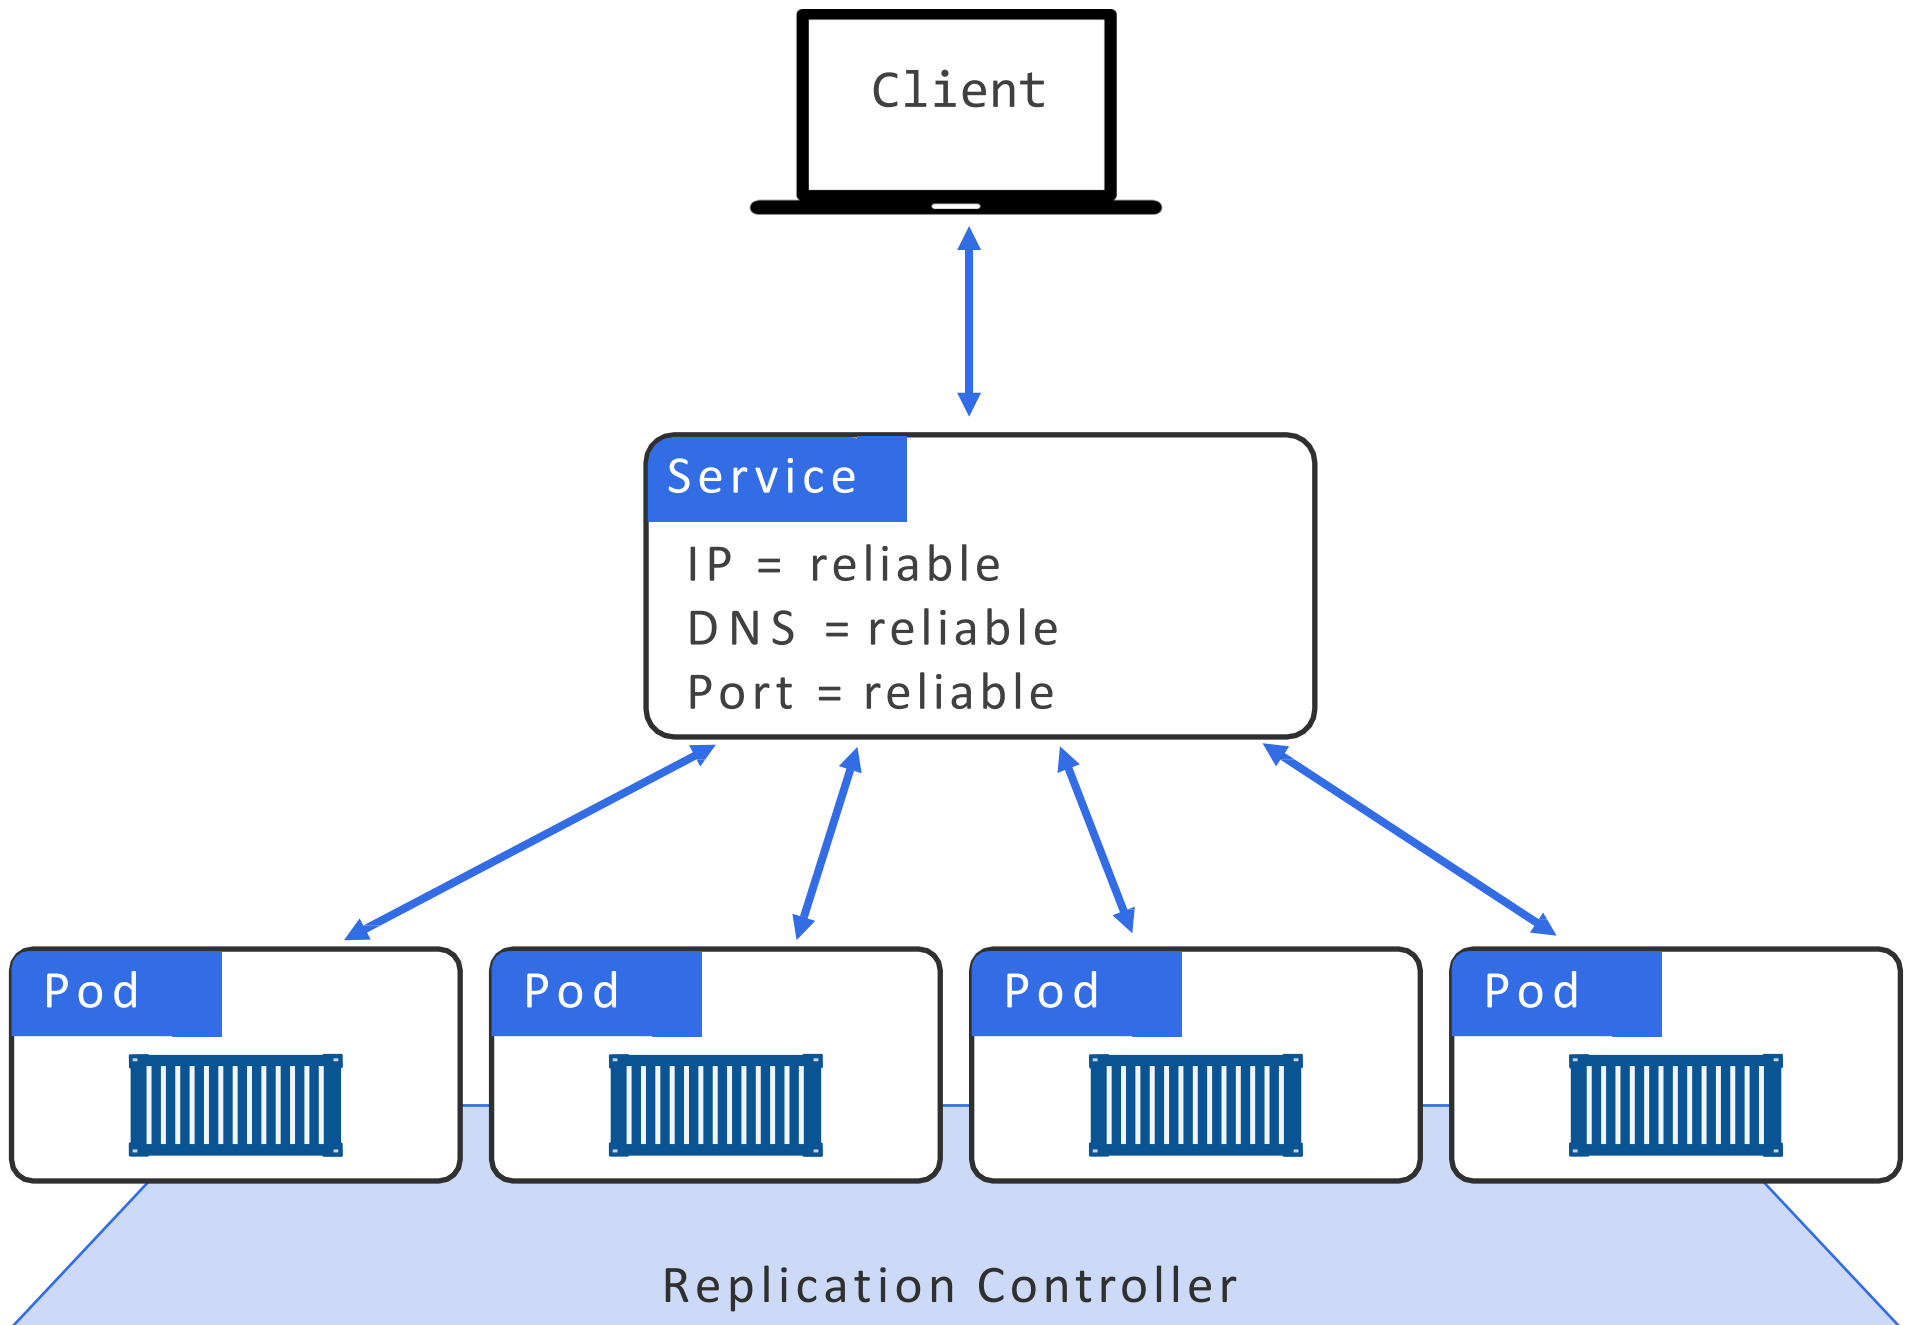 Client
Service
IP = reliable
DNS = reliable
Port = reliable
Pod
Pod
Pod
Pod
Replication Controller